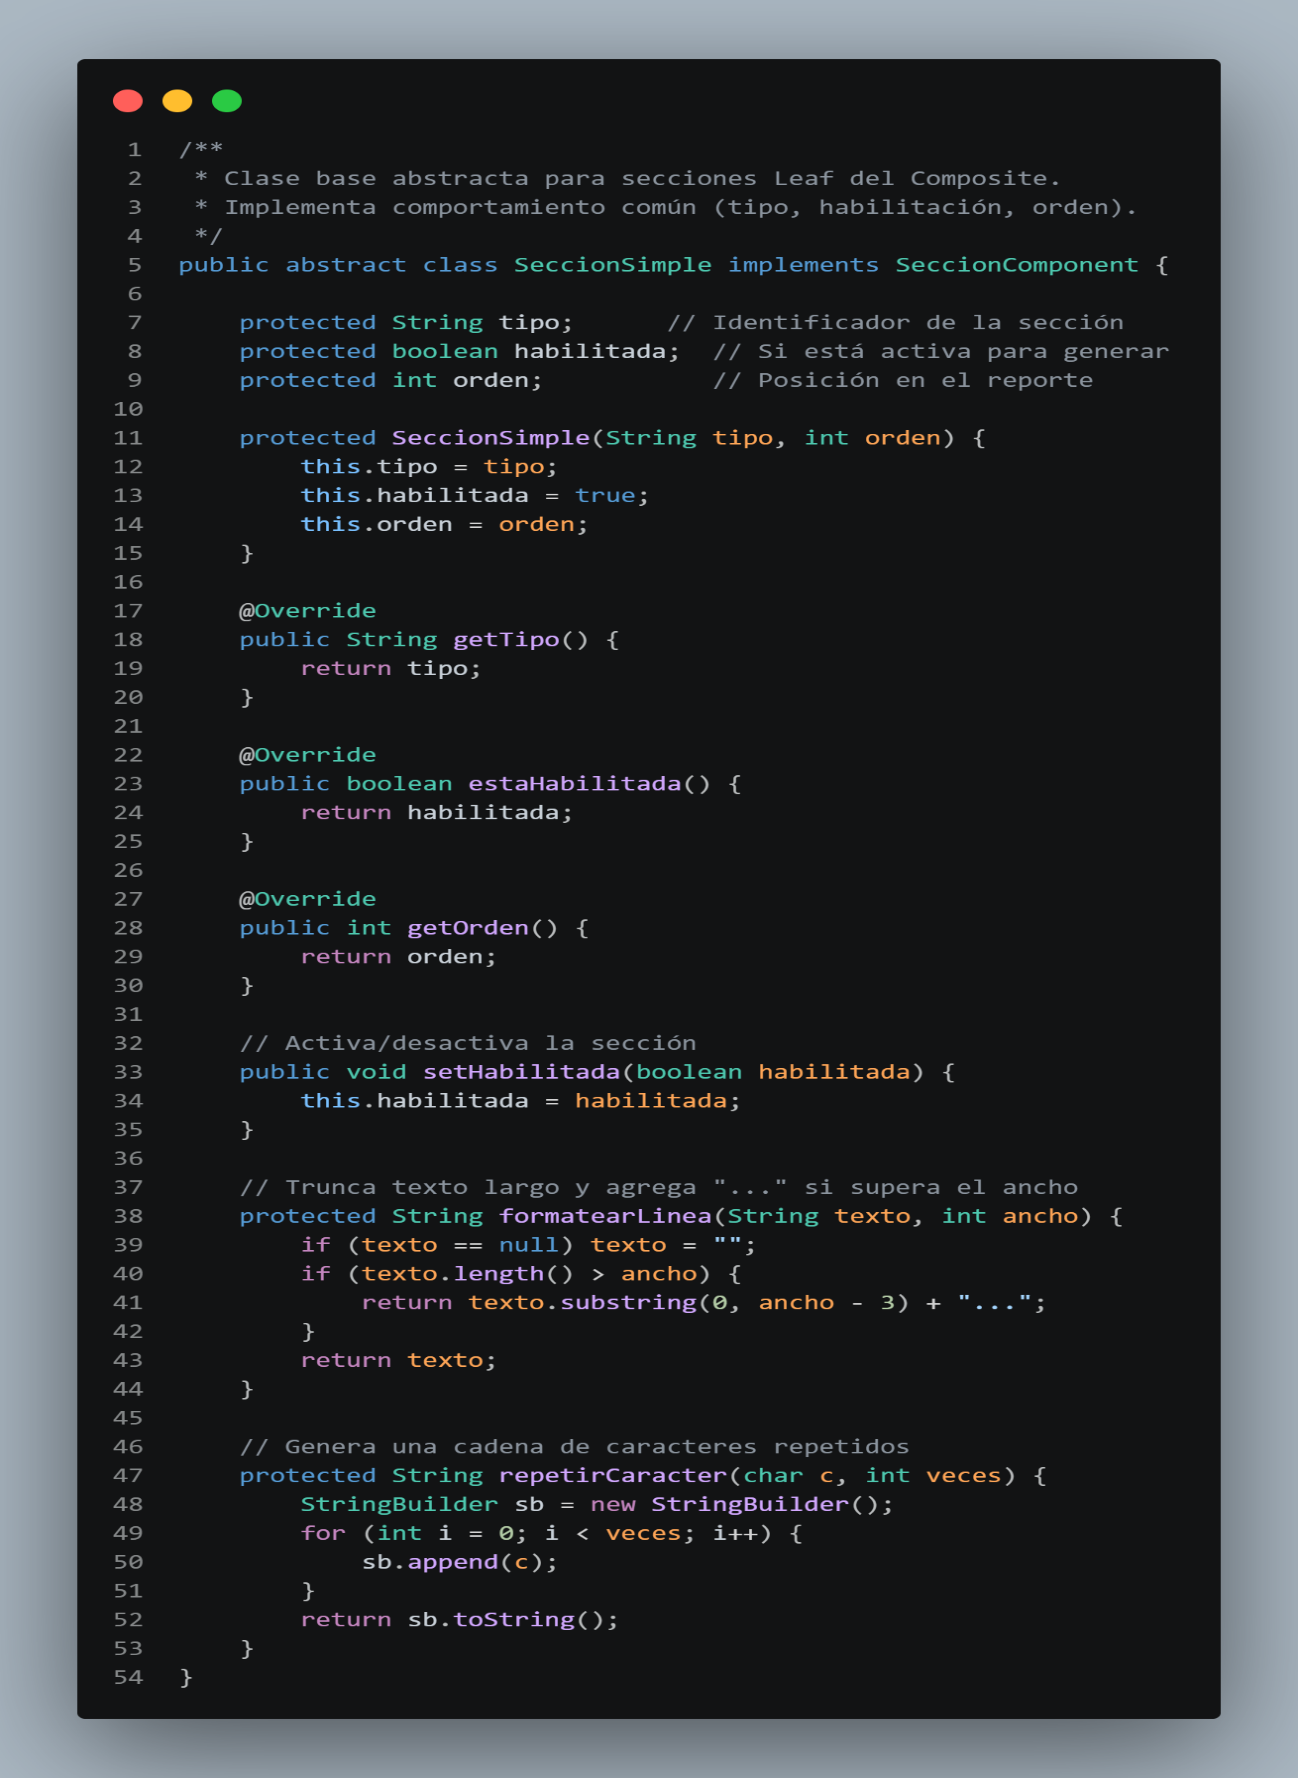 1 /**
2  * Clase base abstracta para secciones Leaf del Composite.
3  * Implementa comportamiento común (tipo, habilitación, orden).
4  */
5 public abstract class SeccionSimple implements SeccionComponent {
6
7     protected String tipo;      // Identificador de la sección
8     protected boolean habilitada;  // Si está activa para generar
9     protected int orden;           // Posición en el reporte
10
11     protected SeccionSimple(String tipo, int orden) {
12         this.tipo = tipo;
13         this.habilitada = true;
14         this.orden = orden;
15     }
16
17     @Override
18     public String getTipo() {
19         return tipo;
20     }
21
22     @Override
23     public boolean estaHabilitada() {
24         return habilitada;
25     }
26
27     @Override
28     public int getOrden() {
29         return orden;
30     }
31
32     // Activa/desactiva la sección
33     public void setHabilitada(boolean habilitada) {
34         this.habilitada = habilitada;
35     }
36
37     // Trunca texto largo y agrega "..." si supera el ancho
38     protected String formatearLinea(String texto, int ancho) {
39         if (texto == null) texto = "";
40         if (texto.length() > ancho) {
41             return texto.substring(0, ancho - 3) + "...";
42         }
43         return texto;
44     }
45
46     // Genera una cadena de caracteres repetidos
47     protected String repetirCaracter(char c, int veces) {
48         StringBuilder sb = new StringBuilder();
49         for (int i = 0; i < veces; i++) {
50             sb.append(c);
51         }
52         return sb.toString();
53     }
54 }